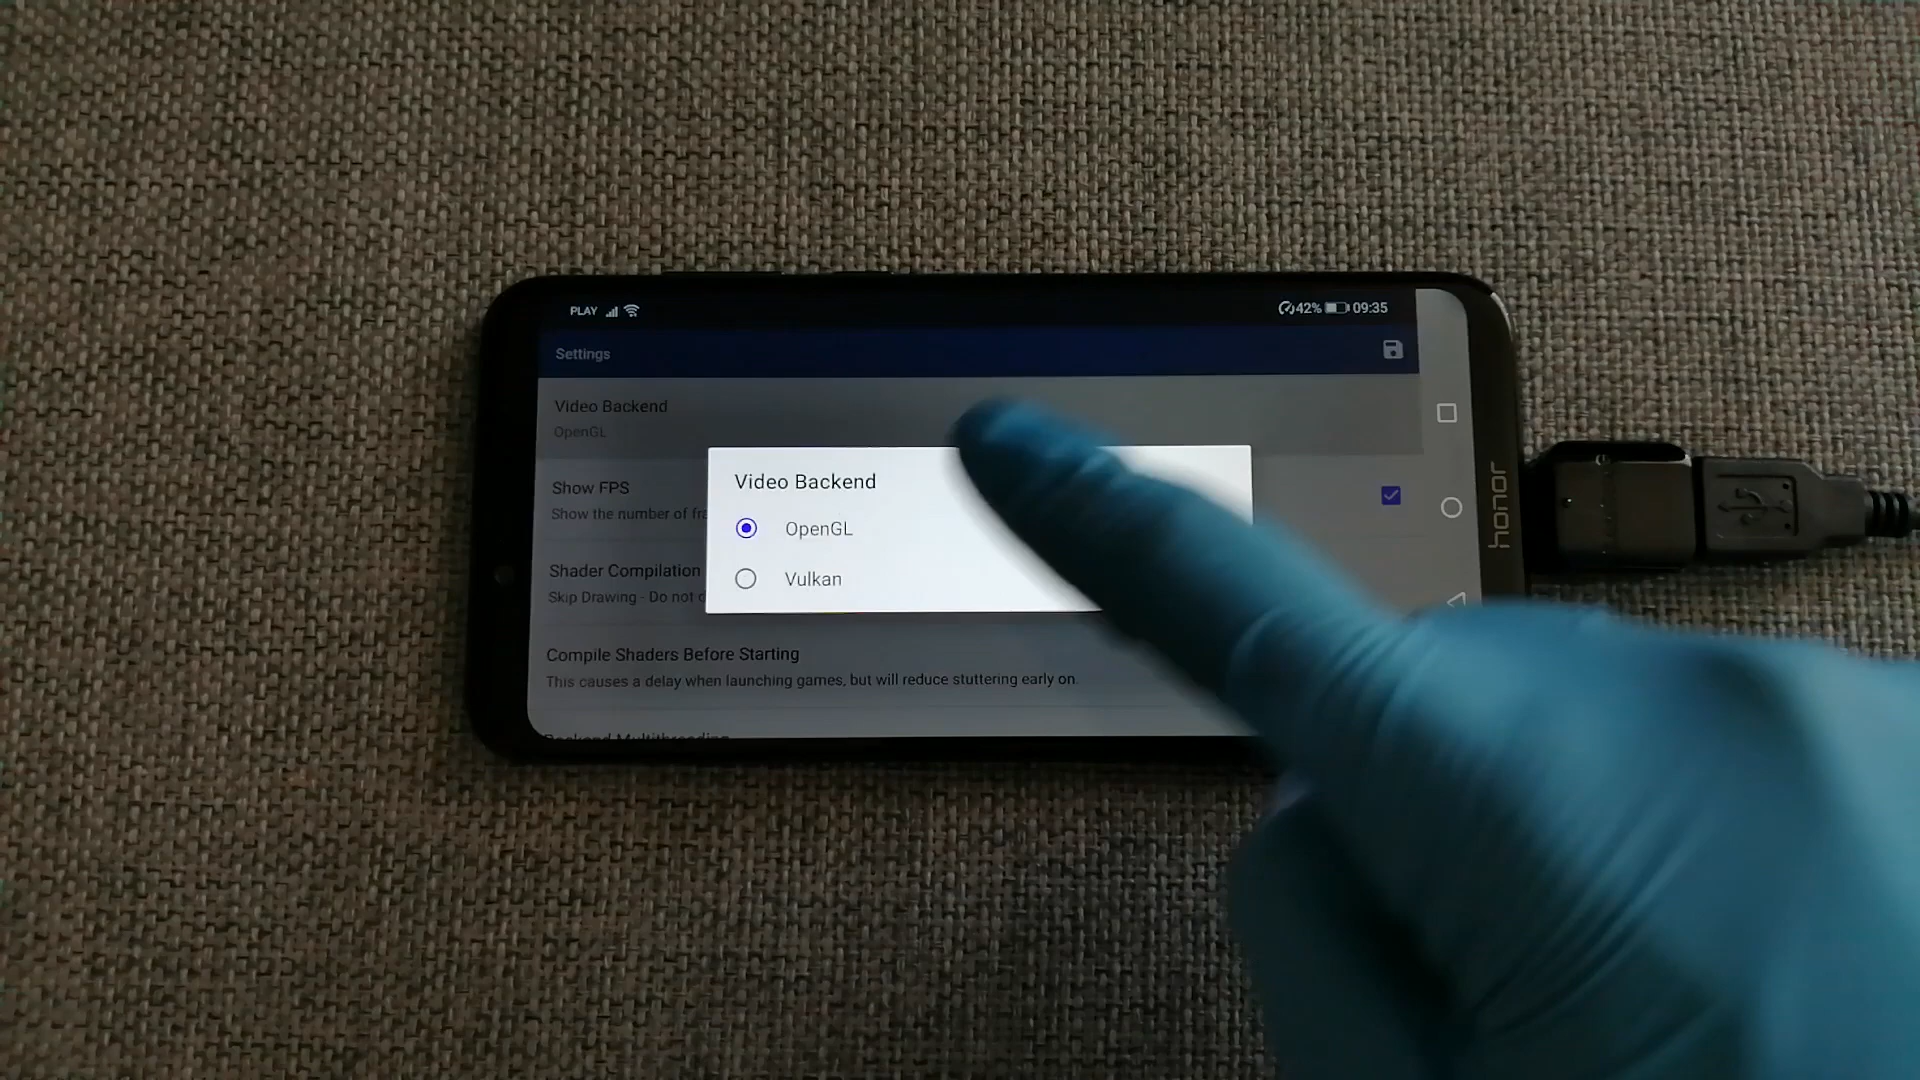 PLAY
42% 09:35
Settings
Video Backend
OpenGL
Video Backend
OpenGL
Vulkan
Show FPS
Show the number of
Shader Compilation
Skip Drawing - Do not
Compile Shaders Before Starting
This causes a delay when launching games, but will reduce stuttering early on.
Backend Multithreading
honor